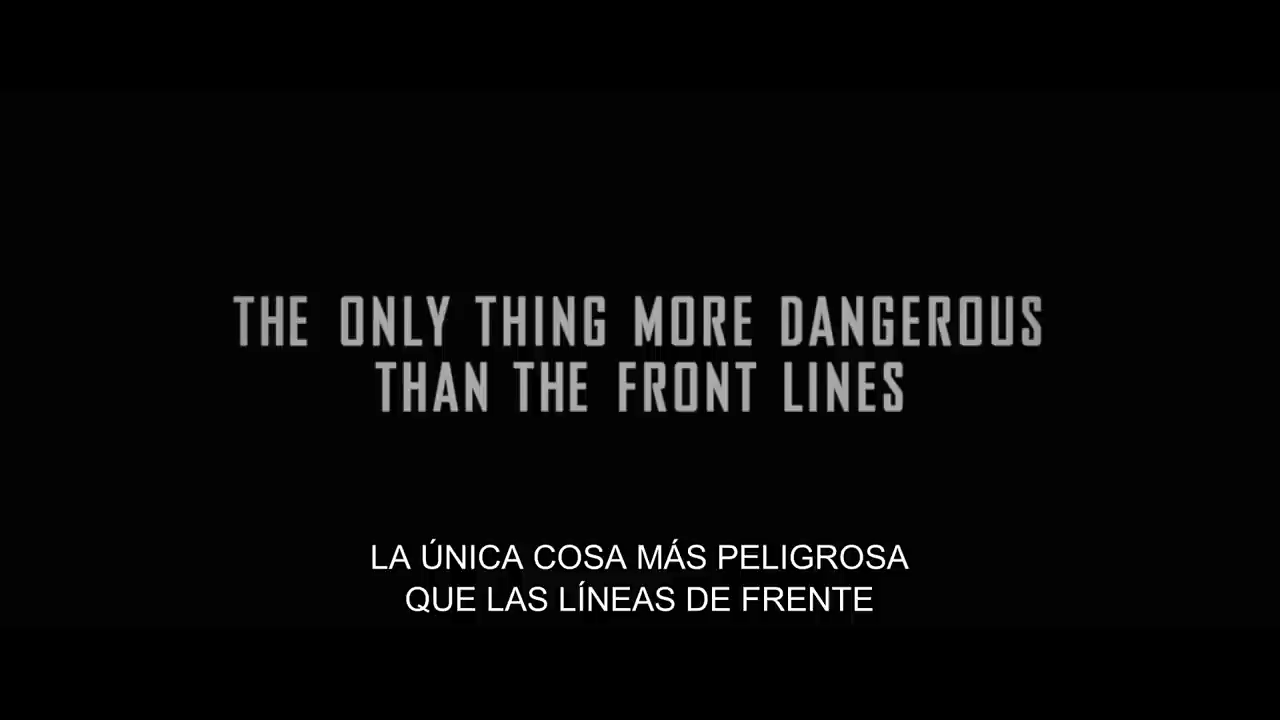 THE ONLY THING MORE DANGEROUS
THAN THE FRONT LINES
LA ÚNICA COSA MÁS PELIGROSA
QUE LAS LÍNEAS DE FRENTE